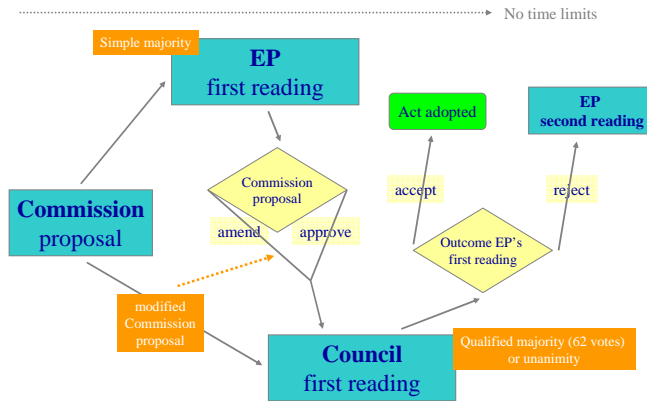 No time limits
Simple majority
EP
first reading
Act adopted
EP
second reading
Commission
proposal
accept
reject
Commission
proposal
amend
approve
Outcome EP's
first reading
modified
Commission
proposal
Council
first reading
Qualified majority (62 votes)
or unanimity